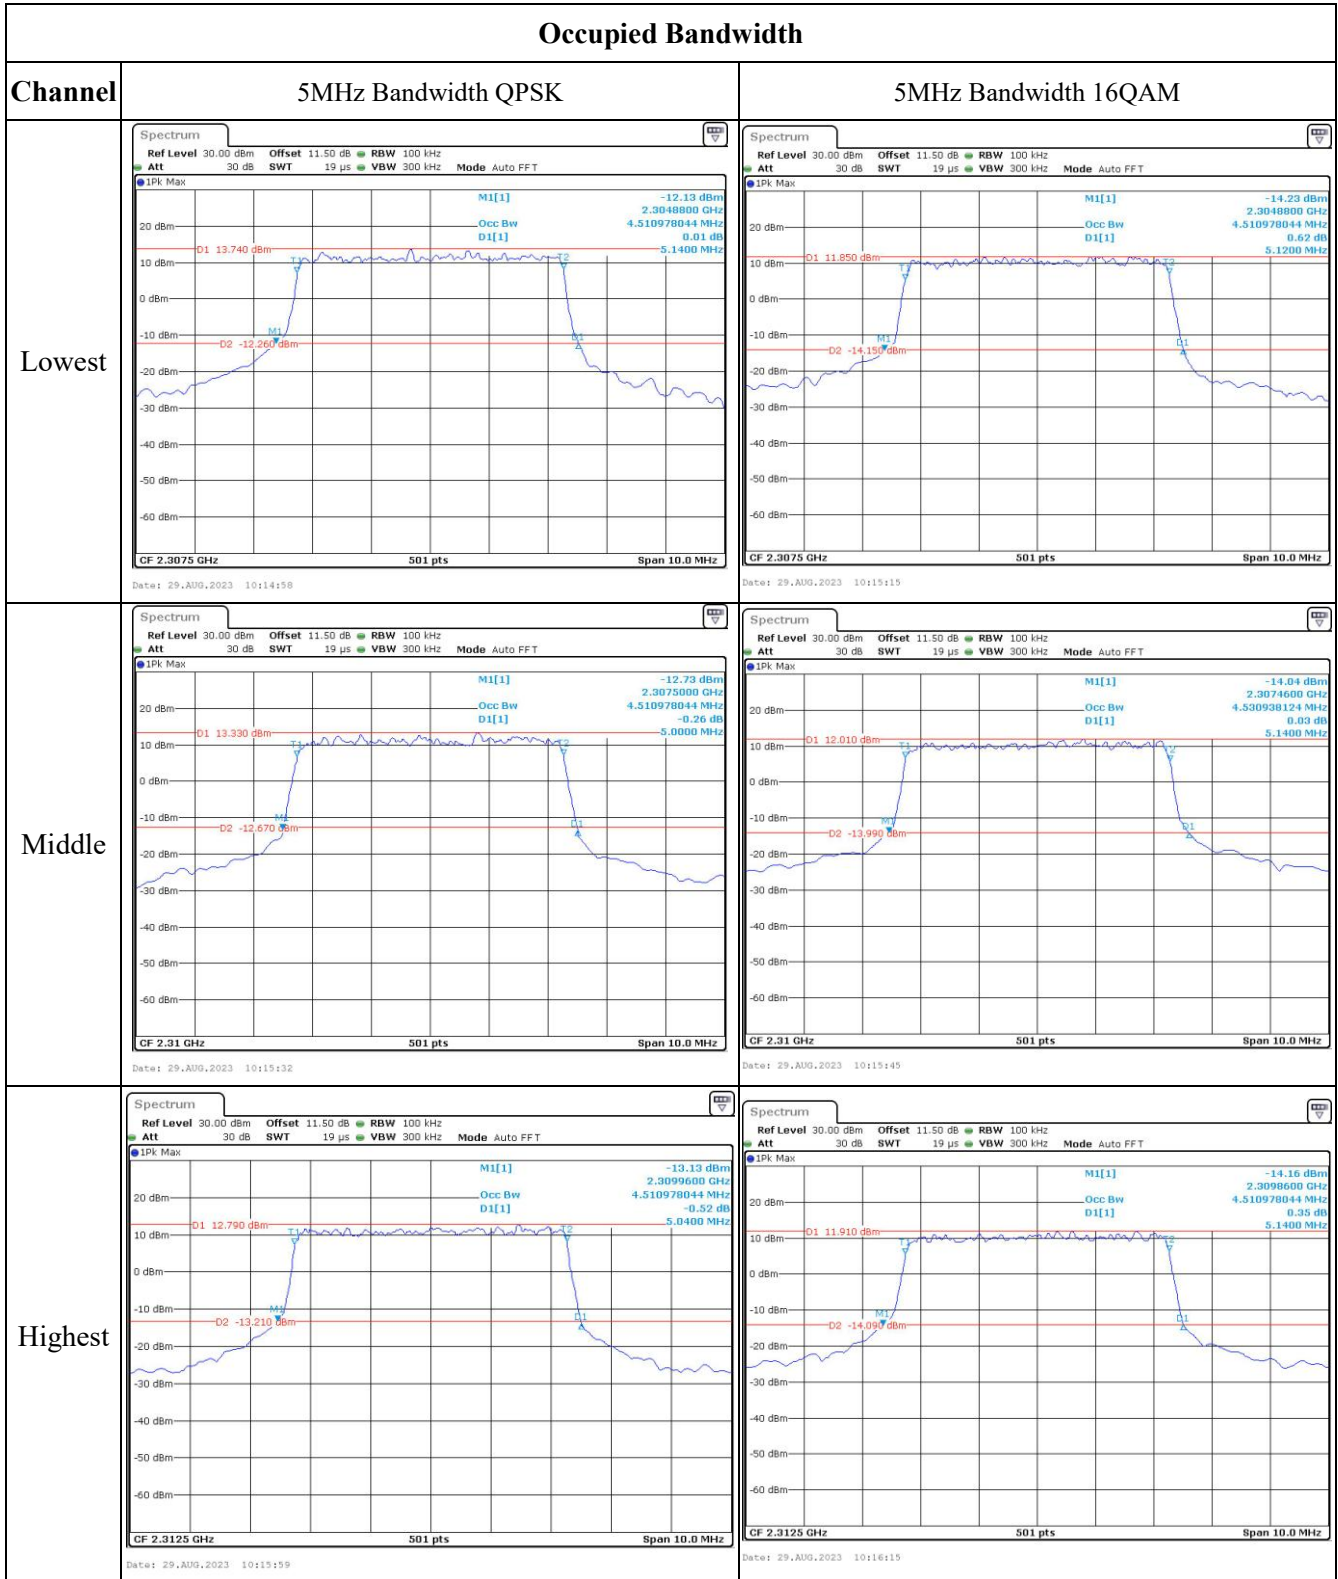 Occupied Bandwidth
Channel 5MHz Bandwidth QPSK 5MHz Bandwidth 16QAM
Lowest
Spectrum
Ref Level 30.00 dBm Offset 11.50 dB RBW 100 kHz
Att 30 dB SWT 19 µs VBW 300 kHz Mode Auto FFT
1Pk Max
M1[1] -12.13 dBm
2.3048800 GHz
Occ Bw 4.510978044 MHz
D1[1] 0.01 dB
5.1400 MHz
20 dBm
D1 13.740 dBm
10 dBm
T1
T2
0 dBm
-10 dBm
M1
D1
D2 -12.260 dBm
-20 dBm
-30 dBm
-40 dBm
-50 dBm
-60 dBm
CF 2.3075 GHz 501 pts Span 10.0 MHz
Date: 29.AUG.2023 10:14:58
Spectrum
Ref Level 30.00 dBm Offset 11.50 dB RBW 100 kHz
Att 30 dB SWT 19 µs VBW 300 kHz Mode Auto FFT
1Pk Max
M1[1] -14.23 dBm
2.3048800 GHz
Occ Bw 4.510978044 MHz
D1[1] 0.62 dB
5.1200 MHz
20 dBm
D1 11.850 dBm
10 dBm
T1
T2
0 dBm
-10 dBm
M1
D1
D2 -14.150 dBm
-20 dBm
-30 dBm
-40 dBm
-50 dBm
-60 dBm
CF 2.3075 GHz 501 pts Span 10.0 MHz
Date: 29.AUG.2023 10:15:15
Middle
Spectrum
Ref Level 30.00 dBm Offset 11.50 dB RBW 100 kHz
Att 30 dB SWT 19 µs VBW 300 kHz Mode Auto FFT
1Pk Max
M1[1] -12.73 dBm
2.3075000 GHz
Occ Bw 4.510978044 MHz
D1[1] -0.26 dB
5.0000 MHz
20 dBm
D1 13.330 dBm
10 dBm
T1
T2
0 dBm
-10 dBm
M1
D1
D2 -12.670 dBm
-20 dBm
-30 dBm
-40 dBm
-50 dBm
-60 dBm
CF 2.31 GHz 501 pts Span 10.0 MHz
Date: 29.AUG.2023 10:15:32
Spectrum
Ref Level 30.00 dBm Offset 11.50 dB RBW 100 kHz
Att 30 dB SWT 19 µs VBW 300 kHz Mode Auto FFT
1Pk Max
M1[1] -14.04 dBm
2.3074600 GHz
Occ Bw 4.530938124 MHz
D1[1] 0.03 dB
5.1400 MHz
20 dBm
D1 12.010 dBm
10 dBm
T1
T2
0 dBm
-10 dBm
M1
D1
D2 -13.990 dBm
-20 dBm
-30 dBm
-40 dBm
-50 dBm
-60 dBm
CF 2.31 GHz 501 pts Span 10.0 MHz
Date: 29.AUG.2023 10:15:45
Highest
Spectrum
Ref Level 30.00 dBm Offset 11.50 dB RBW 100 kHz
Att 30 dB SWT 19 µs VBW 300 kHz Mode Auto FFT
1Pk Max
M1[1] -13.13 dBm
2.3099600 GHz
Occ Bw 4.510978044 MHz
D1[1] -0.52 dB
5.0400 MHz
20 dBm
D1 12.790 dBm
10 dBm
T1
T2
0 dBm
-10 dBm
M1
D1
D2 -13.210 dBm
-20 dBm
-30 dBm
-40 dBm
-50 dBm
-60 dBm
CF 2.3125 GHz 501 pts Span 10.0 MHz
Date: 29.AUG.2023 10:15:59
Spectrum
Ref Level 30.00 dBm Offset 11.50 dB RBW 100 kHz
Att 30 dB SWT 19 µs VBW 300 kHz Mode Auto FFT
1Pk Max
M1[1] -14.16 dBm
2.3098600 GHz
Occ Bw 4.510978044 MHz
D1[1] 0.35 dB
5.1400 MHz
20 dBm
D1 11.910 dBm
10 dBm
T1
T2
0 dBm
-10 dBm
M1
D1
D2 -14.090 dBm
-20 dBm
-30 dBm
-40 dBm
-50 dBm
-60 dBm
CF 2.3125 GHz 501 pts Span 10.0 MHz
Date: 29.AUG.2023 10:16:15